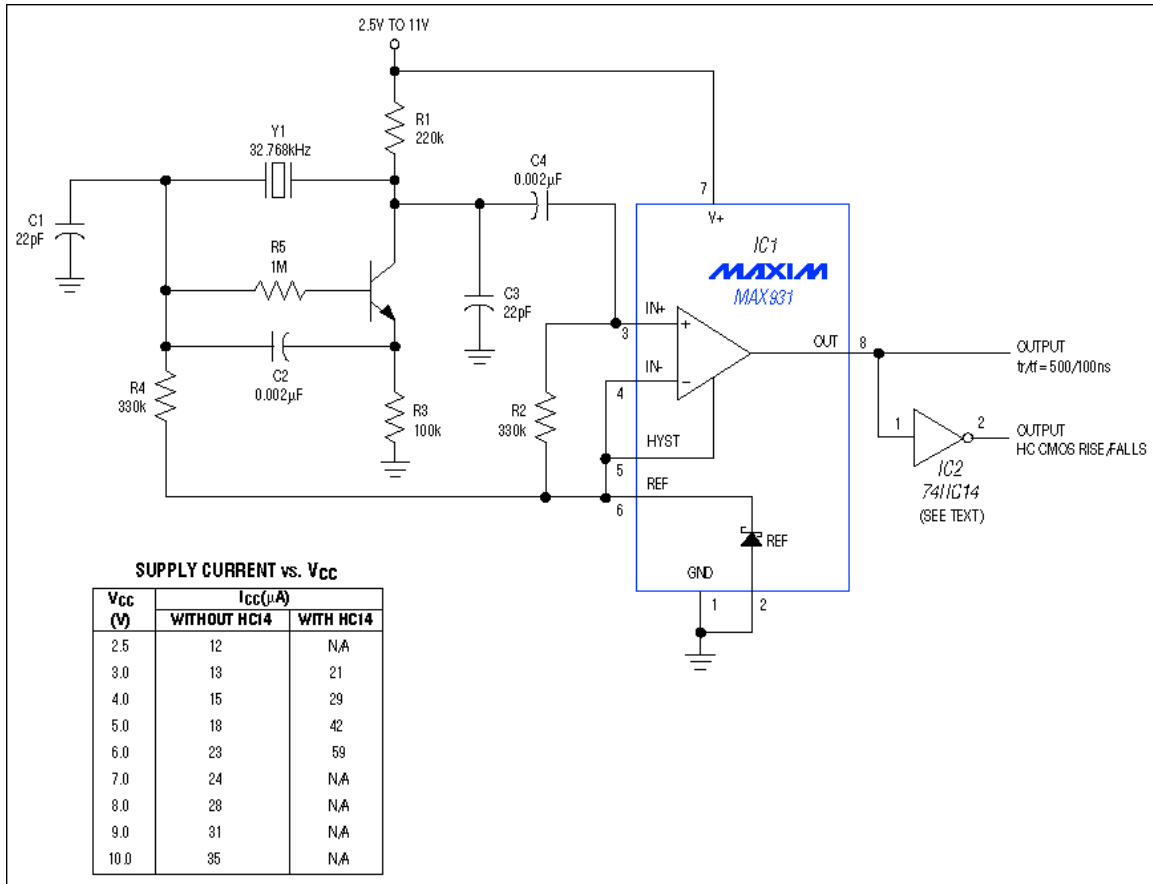 2.5V TO 11V
R1
220k
Y1
32.768kHz
C4
0.002µF
7
V+
C1
22pF
IC1
MAXIM
MAX931
R5
1M
C3
22pF
IN+
3
+
OUT
8
OUTPUT
tr/tf = 500/100ns
IN-
4
−
C2
0.002µF
R4
330k
R3
100k
R2
330k
1
2
OUTPUT
HC CMOS RISE/FALLS
HYST
5
IC2
74HC14
(SEE TEXT)
REF
6
REF
GND
1
2
SUPPLY CURRENT vs. VCC
VCC
(V)
ICC(µA)
WITHOUT HC14 WITH HC14
2.5 12 N/A
3.0 13 21
4.0 15 29
5.0 18 42
6.0 23 59
7.0 24 N/A
8.0 28 N/A
9.0 31 N/A
10.0 35 N/A